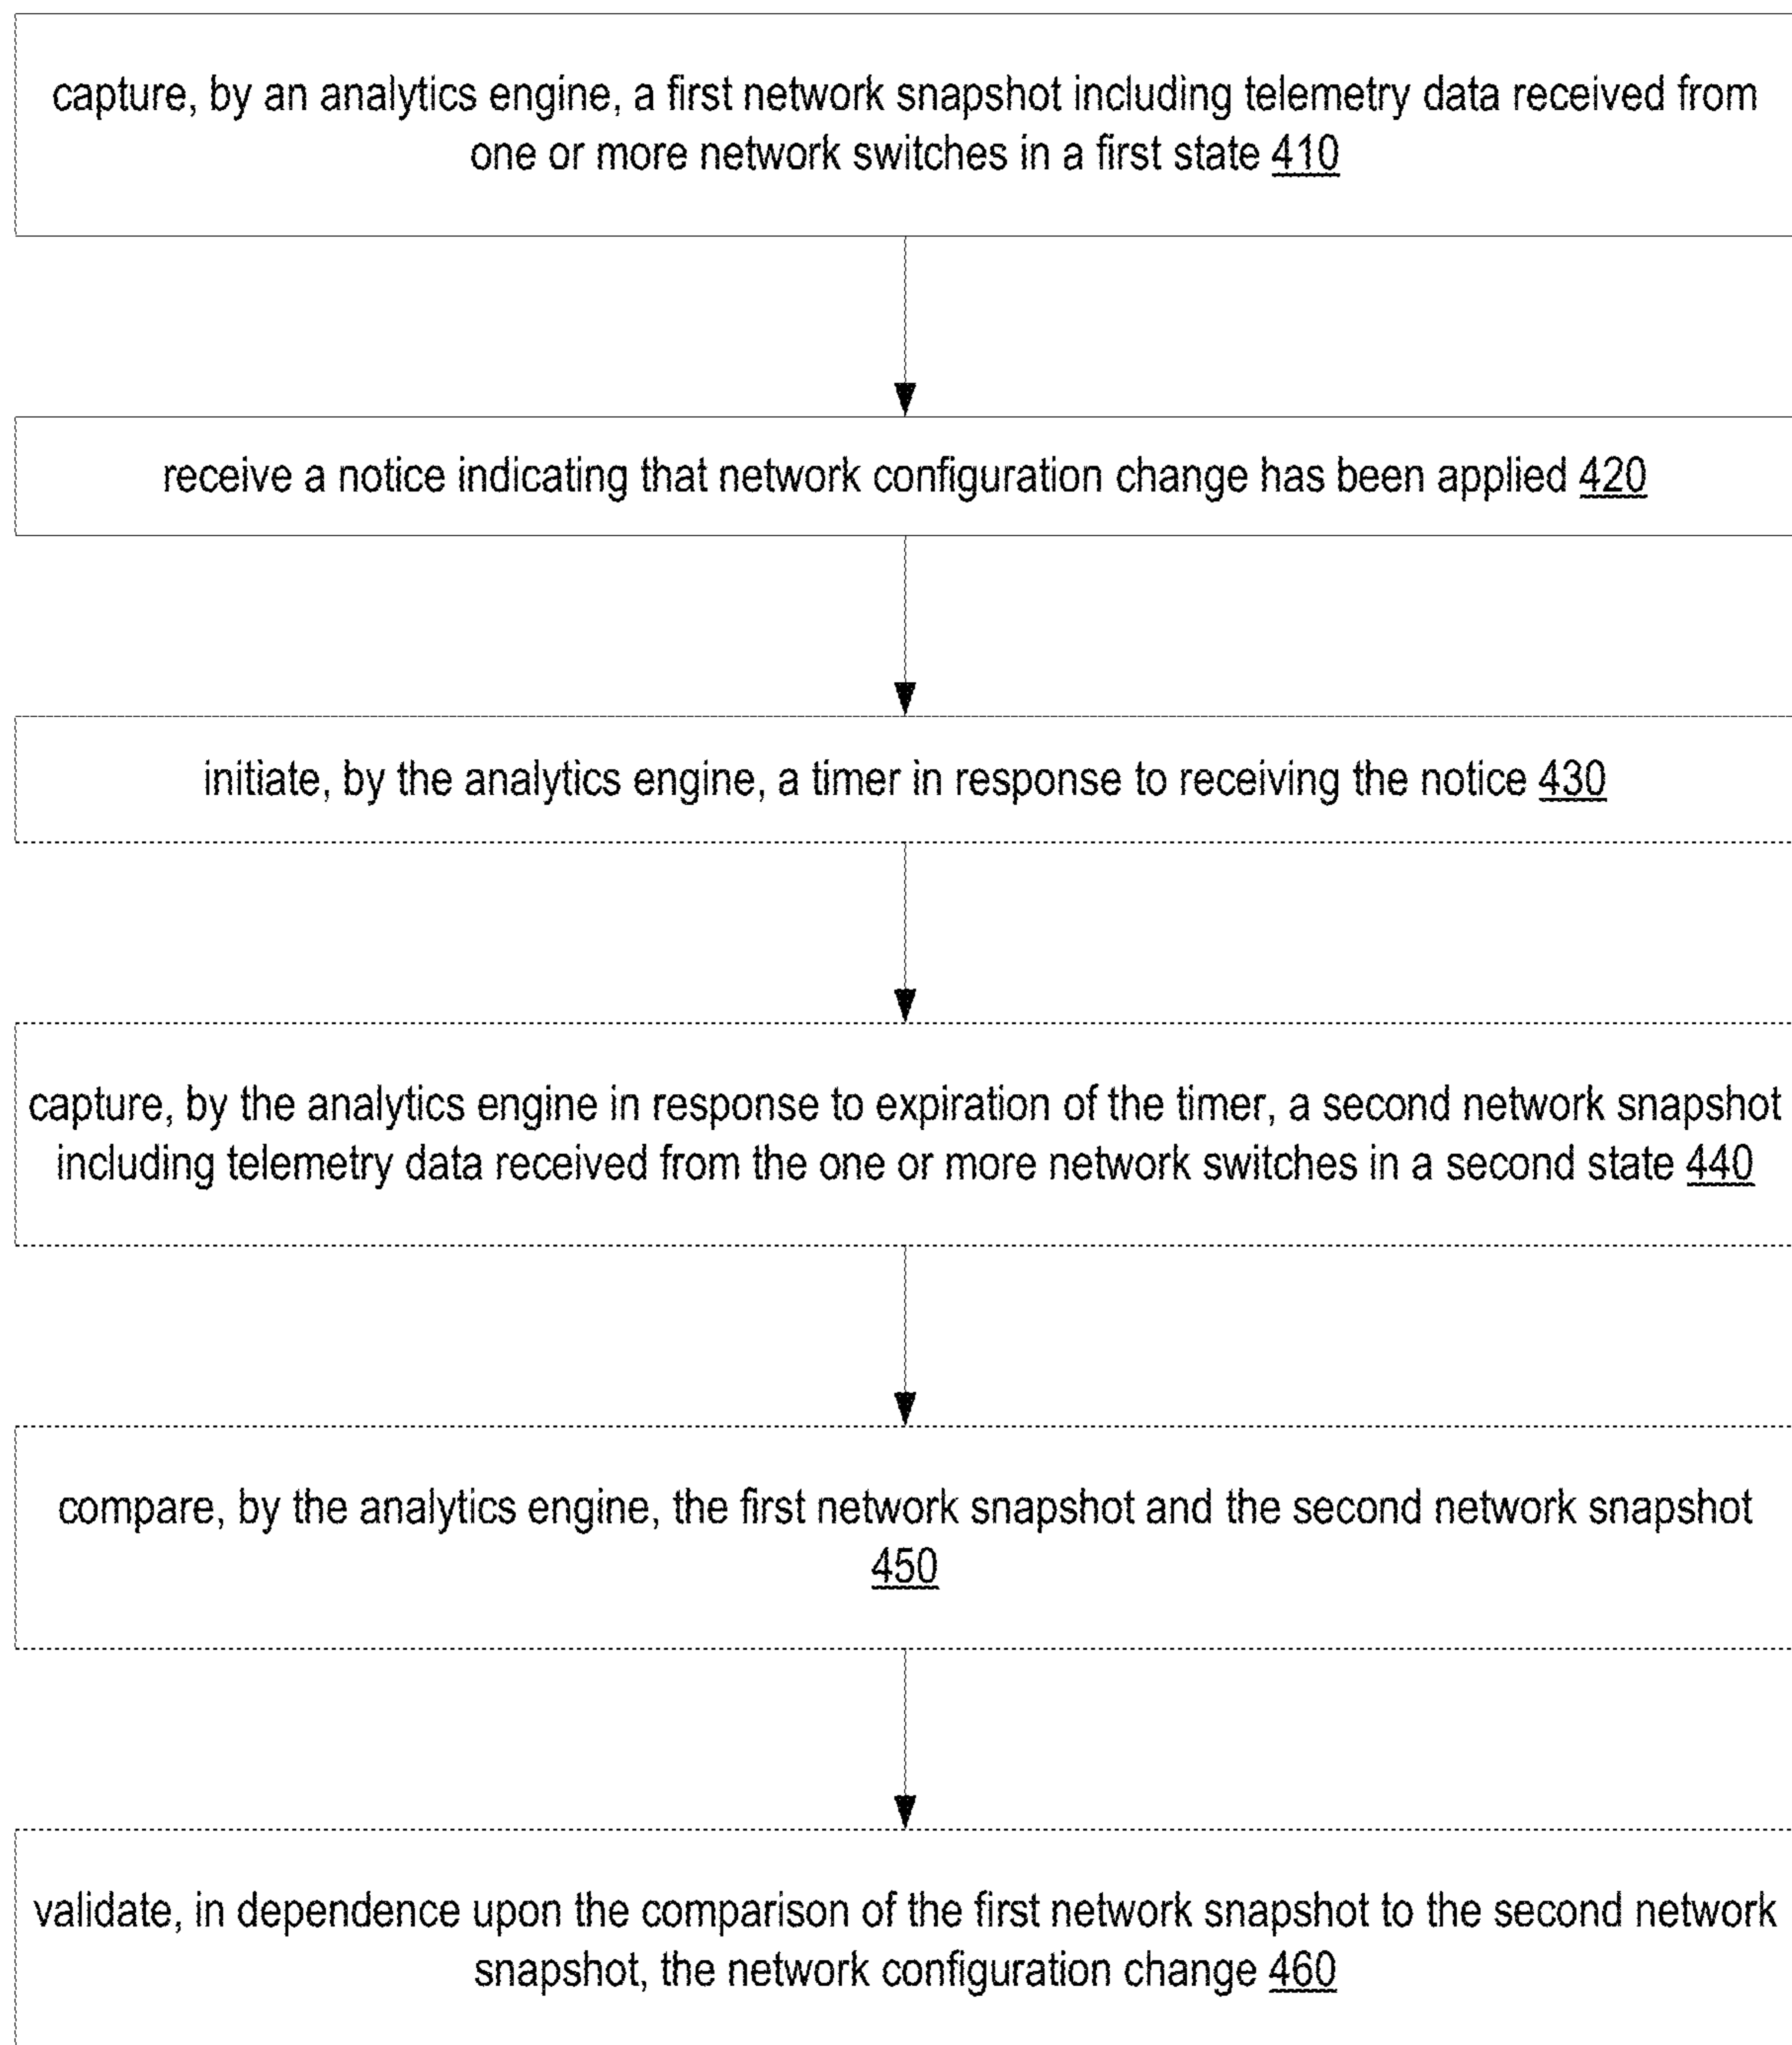 capture, by an analytics engine, a first network snapshot including telemetry data received from
one or more network switches in a first state 410
receive a notice indicating that network configuration change has been applied 420
initiate, by the analytics engine, a timer in response to receiving the notice 430
capture, by the analytics engine in response to expiration of the timer, a second network snapshot
including telemetry data received from the one or more network switches in a second state 440
compare, by the analytics engine, the first network snapshot and the second network snapshot
450
validate, in dependence upon the comparison of the first network snapshot to the second network
snapshot, the network configuration change 460